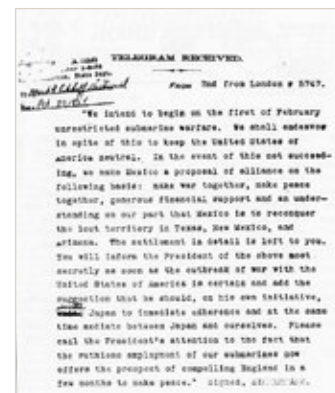 TELEGRAM RECEIVED.
From 2nd from London # 5747.
"We intend to begin on the first of February
unrestricted submarine warfare. We shall endeavor
in spite of this to keep the United States of
America neutral. In the event of this not succeed-
ing, we make Mexico a proposal of alliance on the
following basis: make war together, make peace
together, generous financial support and an under-
standing on our part that Mexico is to reconquer
the lost territory in Texas, New Mexico, and
Arizona. The settlement in detail is left to you.
You will inform the President of the above most
secretly as soon as the outbreak of war with the
United States of America is certain and add the
suggestion that he should, on his own initiative,
Japan to immediate adherence and at the same
time mediate between Japan and ourselves. Please
call the President's attention to the fact that
the ruthless employment of our submarines now
offers the prospect of compelling England in a
few months to make peace." Signed,